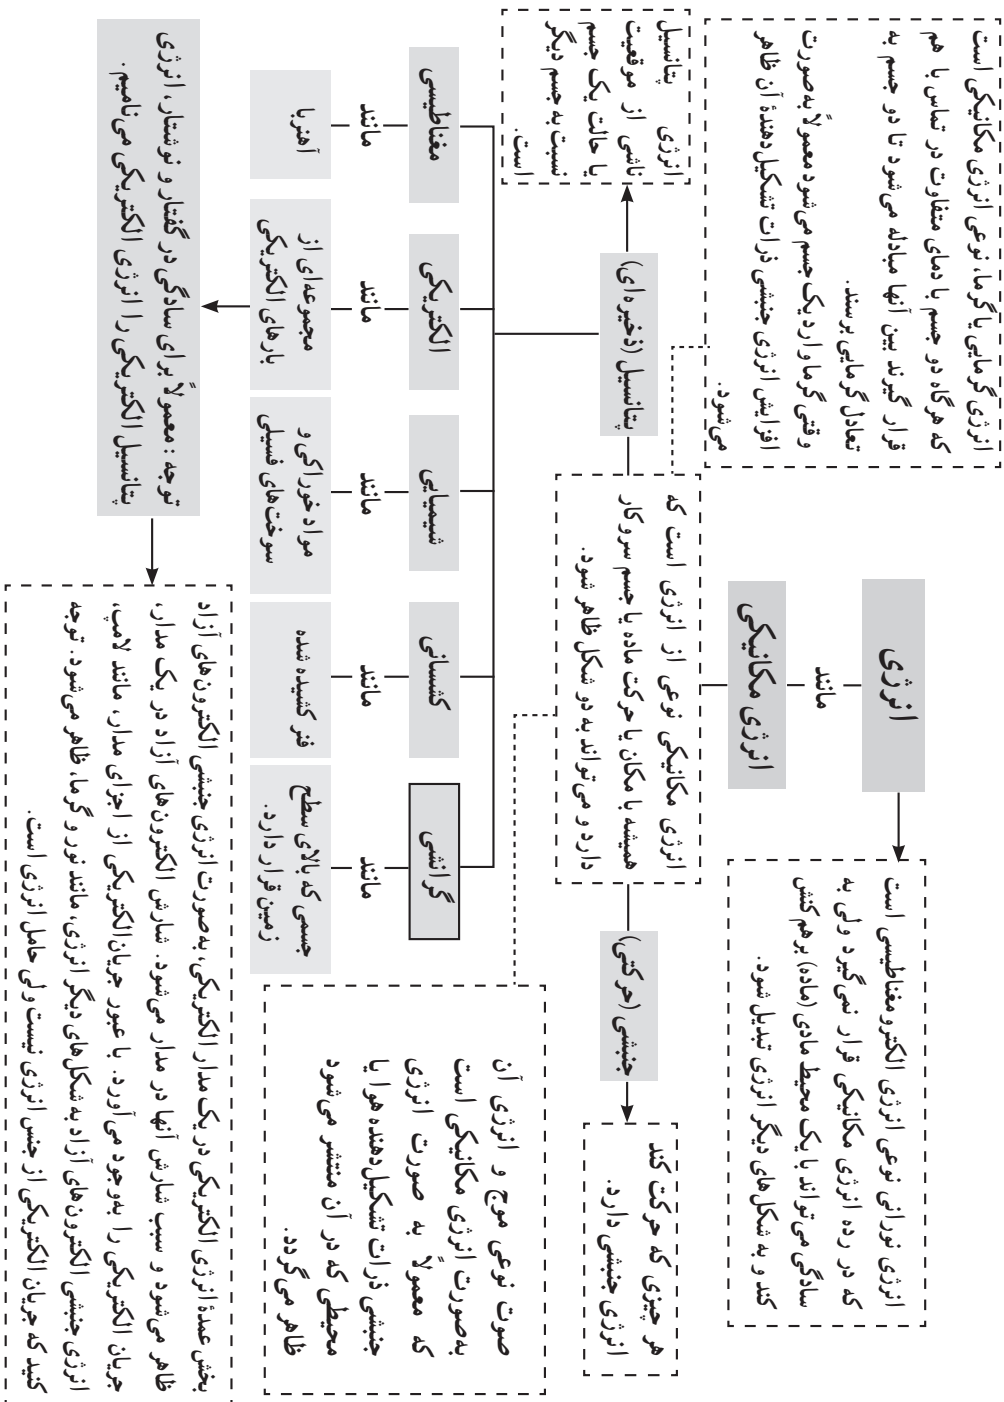 انرژی
مانند
انرژی مکانیکی
انرژی نورانی نوعی انرژی الکترومغناطیسی است
که در رده انرژی مکانیکی قرار نمی‌گیرد ولی به
سادگی می‌تواند با یک محیط مادی (ماده) برهم‌کنش
کند و به شکل‌های دیگر انرژی تبدیل شود.
انرژی مکانیکی نوعی از انرژی است که
همیشه با مکان یا حرکت ماده یا جسم سروکار
دارد و می‌تواند به دو شکل ظاهر شود.
انرژی گرمایی یا گرما، نوعی انرژی مکانیکی است
که هرگاه دو جسم با دمای متفاوت در تماس با هم
قرار گیرند بین آنها مبادله می‌شود تا دو جسم به
تعادل گرمایی برسند.
وقتی گرما وارد یک جسم می‌شود معمولاً به‌صورت
افزایش انرژی جنبشی ذرات تشکیل‌دهندهٔ آن ظاهر
می‌شود.
جنبشی (حرکتی)
هر چیزی که حرکت کند
انرژی جنبشی دارد.
پتانسیل (ذخیره‌ای)
انرژی پتانسیل
ناشی از موقعیت
یا حالت یک جسم
نسبت به جسم دیگر
است.
صوت نوعی موج و انرژی آن
به‌صورت انرژی مکانیکی است
که معمولاً به صورت انرژی
جنبشی ذرات تشکیل‌دهنده هوا یا
محیطی که در آن منتشر می‌شود
ظاهر می‌گردد.
گرانشی
مانند
جسمی که بالای سطح
زمین قرار دارد.
کشسانی
مانند
فنر کشیده شده
شیمیایی
مانند
مواد خوراکی و
سوخت‌های فسیلی
الکتریکی
مانند
مجموعه‌ای از
بارهای الکتریکی
مغناطیسی
مانند
آهنربا
توجه : معمولاً برای سادگی در گفتار و نوشتار، انرژی
پتانسیل الکتریکی را انرژی الکتریکی می‌نامیم.
بخش عمدهٔ انرژی الکتریکی در یک مدار الکتریکی، به‌صورت انرژی جنبشی الکترون‌های آزاد
ظاهر می‌شود و سبب شارش آنها در مدار می‌شود. شارش الکترون‌های آزاد در یک مدار،
جریان الکتریکی را به‌وجود می‌آورد. با عبور جریان الکتریکی از اجزای مدار، مانند لامپ،
انرژی جنبشی الکترون‌های آزاد به شکل‌های دیگر انرژی، مانند نور و گرما، ظاهر می‌شود. توجه
کنید که جریان الکتریکی از جنس انرژی نیست ولی حامل انرژی است.